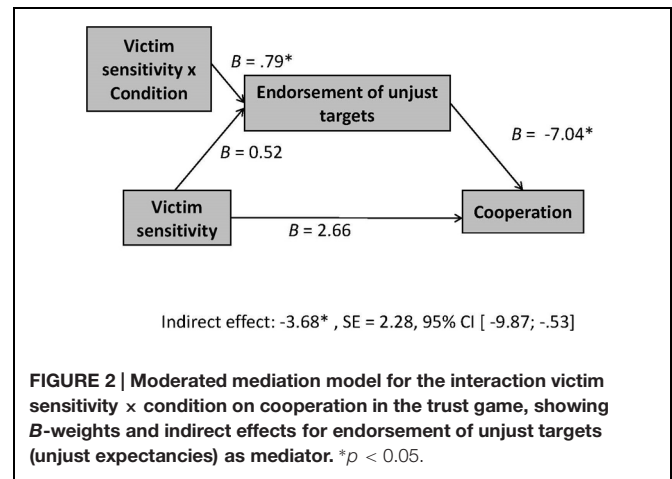 Victim
sensitivity x
Condition
B = .79*
Endorsement of unjust
targets
B = -7.04*
B = 0.52
Victim
sensitivity
B = 2.66
Cooperation
Indirect effect: -3.68* , SE = 2.28, 95% CI [ -9.87; -.53]
FIGURE 2 | Moderated mediation model for the interaction victim
sensitivity × condition on cooperation in the trust game, showing
B-weights and indirect effects for endorsement of unjust targets
(unjust expectancies) as mediator. *p < 0.05.